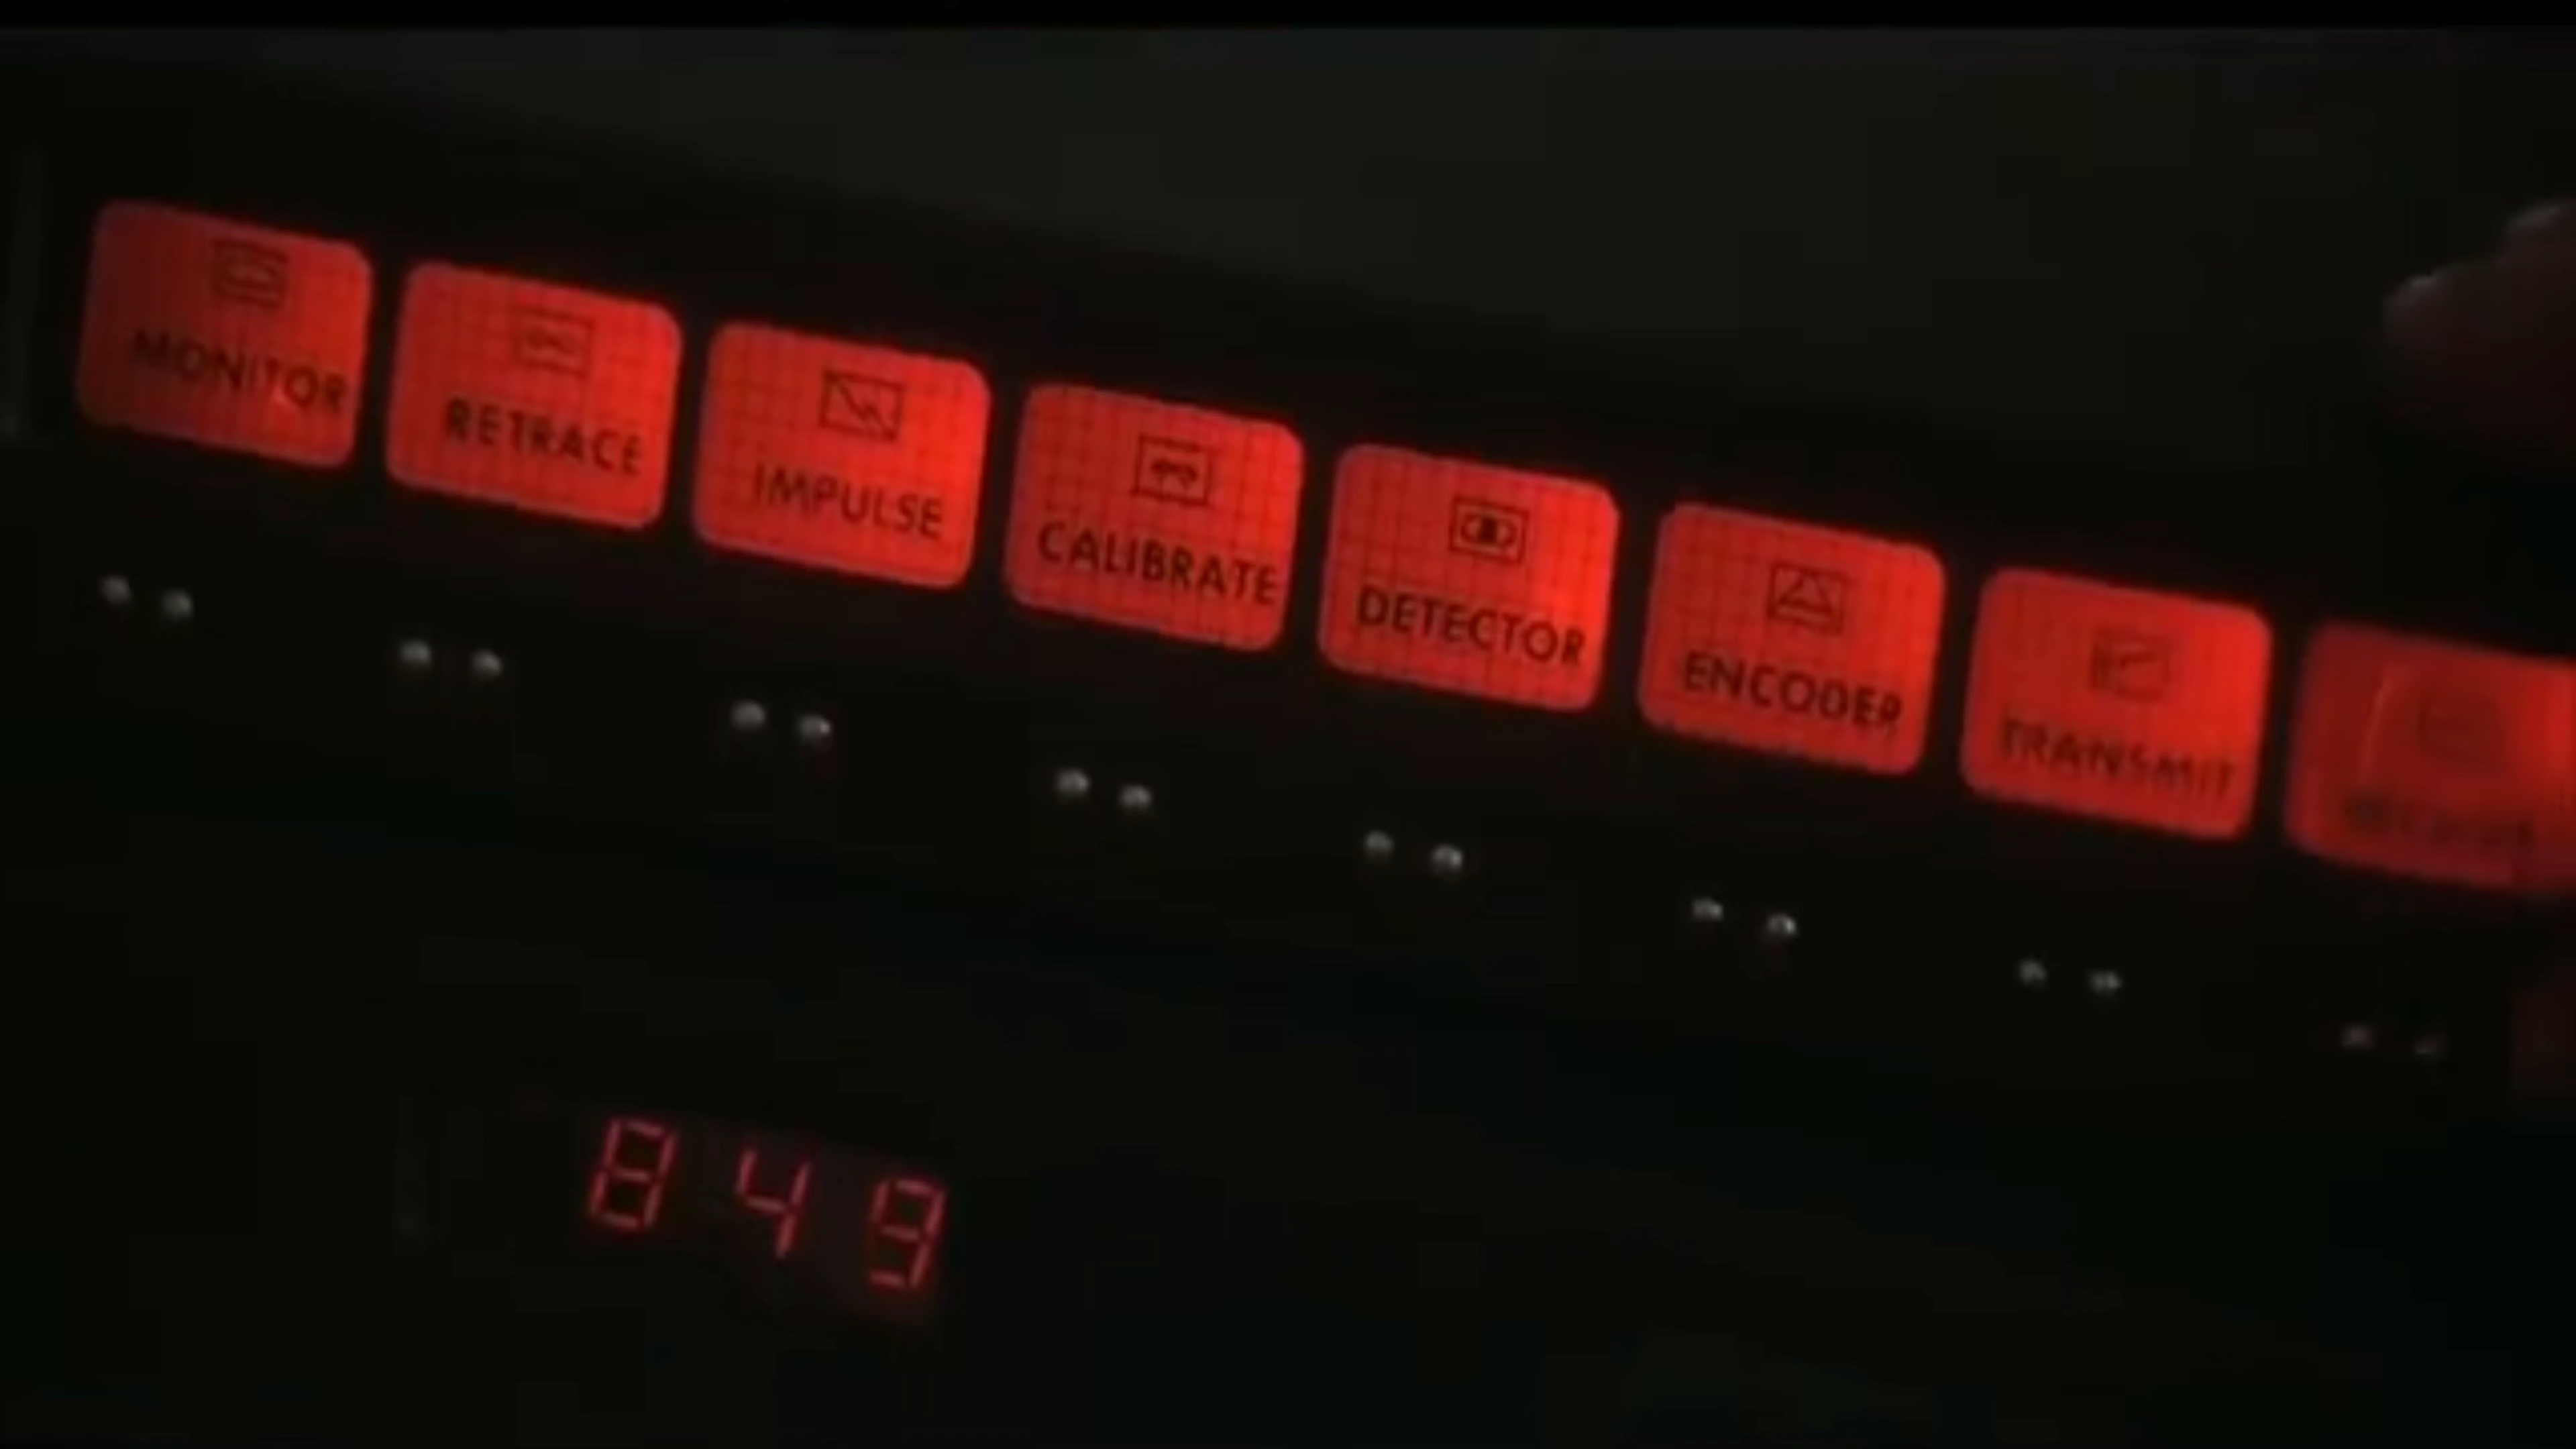 MONITOR
RETRACE
IMPULSE
CALIBRATE
DETECTOR
ENCODER
TRANSMIT
849